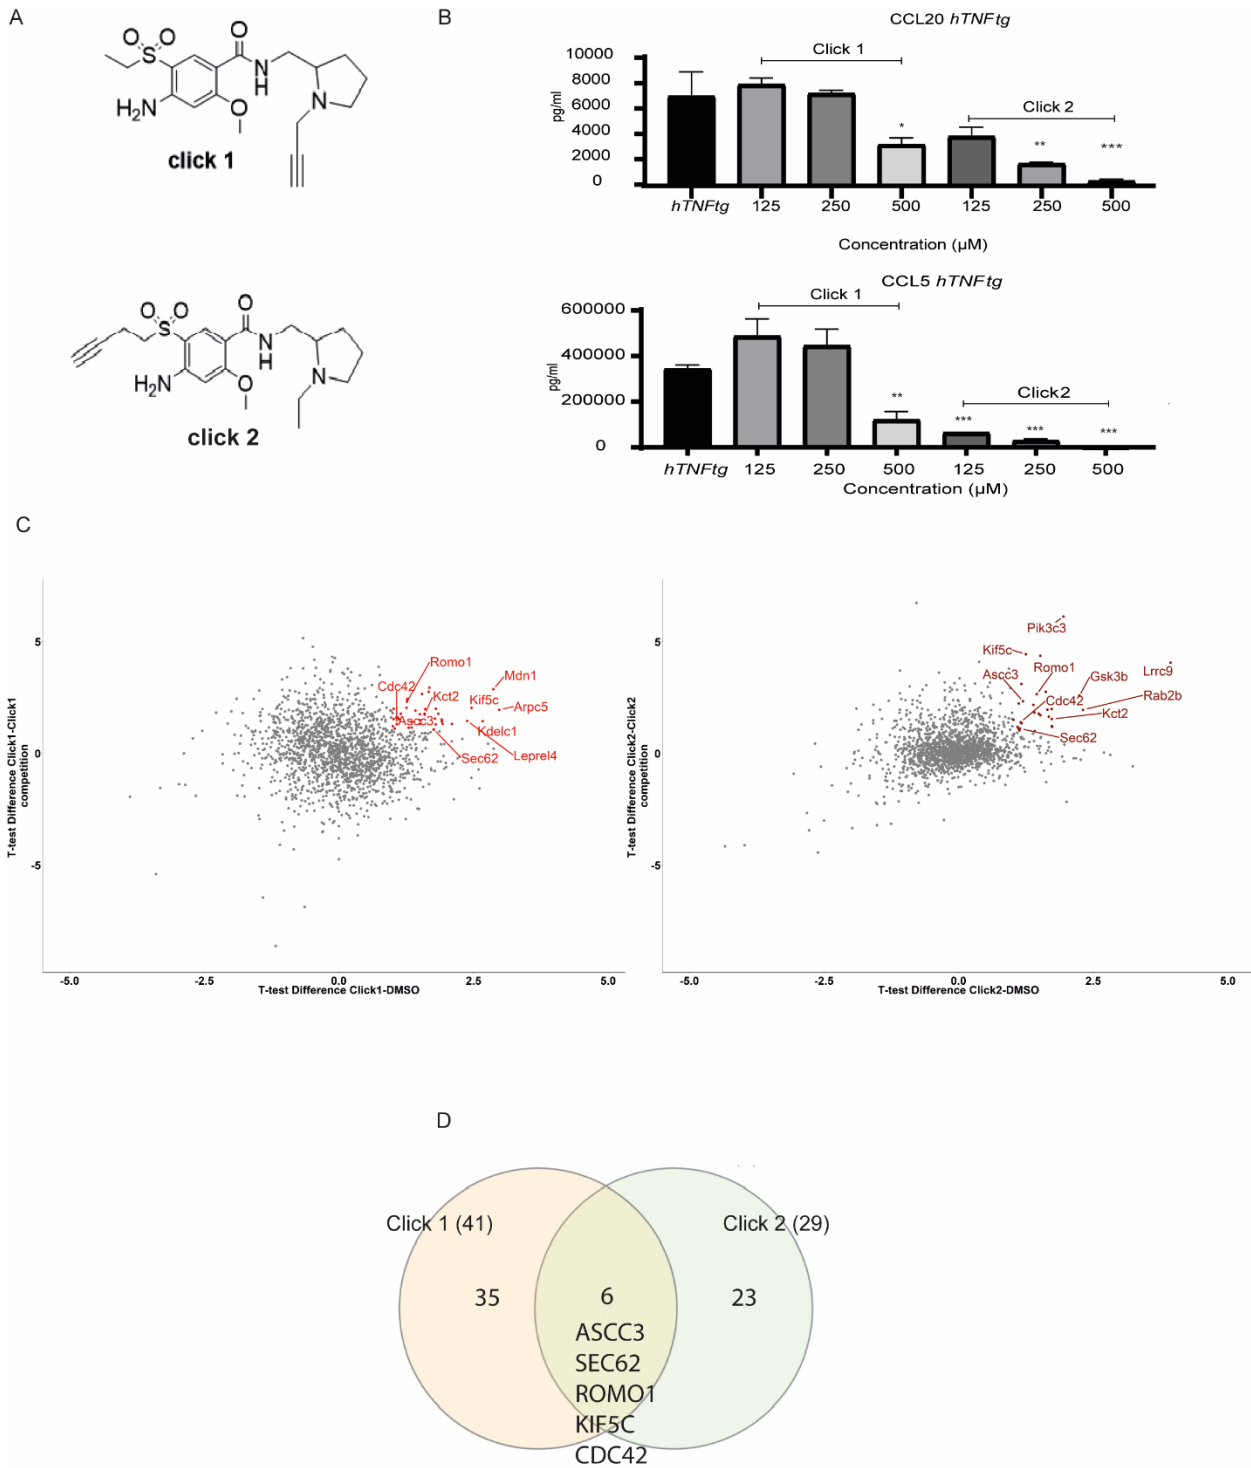 A
O O
S
O
N
H
H₂N
O
N
click 1
O O
S
O
N
H
H₂N
O
N
click 2
B
CCL20 hTNFtg
10000
8000
6000
4000
2000
0
pg/ml
Click 1
Click 2
*
**
***
hTNFtg 125 250 500 125 250 500
Concentration (µM)
CCL5 hTNFtg
600000
400000
200000
0
pg/ml
Click 1
Click2
**
***
***
***
hTNFtg 125 250 500 125 250 500
Concentration (µM)
C
T-test Difference Click1-Click1
competition
5
0
-5
Romo1
Cdc42
Mdn1
Kct2
Kif5c
Arpc5
Ascc3
Kdelc1
Sec62
Leprel4
-5.0 -2.5 0.0 2.5 5.0
T-test Difference Click1-DMSO
T-test Difference Click2-Click2
competition
5
0
-5
Pik3c3
Kif5c
Ascc3
Romo1
Gsk3b
Lrrc9
Cdc42
Rab2b
Kct2
Sec62
-5.0 -2.5 0.0 2.5 5.0
T-test Difference Click2-DMSO
D
Click 1 (41)
Click 2 (29)
35
6
23
ASCC3
SEC62
ROMO1
KIF5C
CDC42